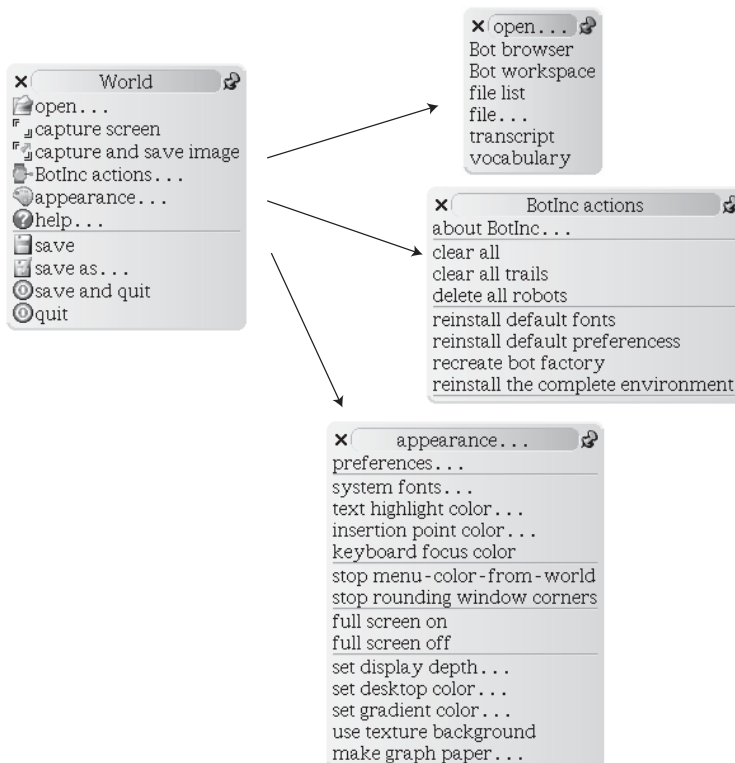 World
open...
capture screen
capture and save image
BotInc actions...
appearance...
help...
save
save as...
save and quit
quit
open...
Bot browser
Bot workspace
file list
file...
transcript
vocabulary
BotInc actions
about BotInc...
clear all
clear all trails
delete all robots
reinstall default fonts
reinstall default preferencess
recreate bot factory
reinstall the complete environment
appearance...
preferences...
system fonts...
text highlight color...
insertion point color...
keyboard focus color
stop menu-color-from-world
stop rounding window corners
full screen on
full screen off
set display depth...
set desktop color...
set gradient color...
use texture background
make graph paper...